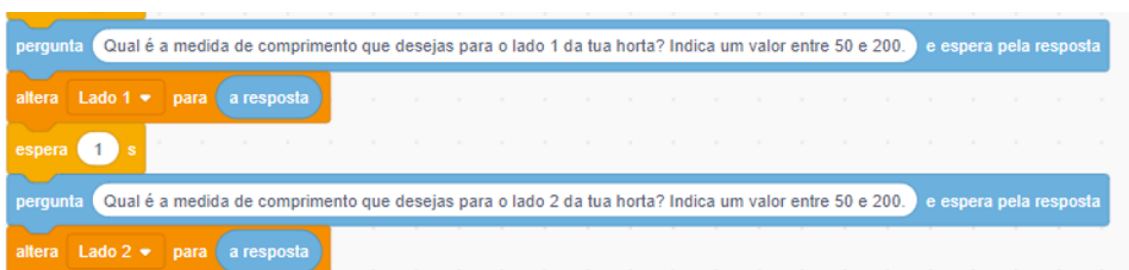 pergunta Qual é a medida de comprimento que desejas para o lado 1 da tua horta? Indica um valor entre 50 e 200. e espera pela resposta
altera Lado 1 para a resposta
espera 1 s
pergunta Qual é a medida de comprimento que desejas para o lado 2 da tua horta? Indica um valor entre 50 e 200. e espera pela resposta
altera Lado 2 para a resposta